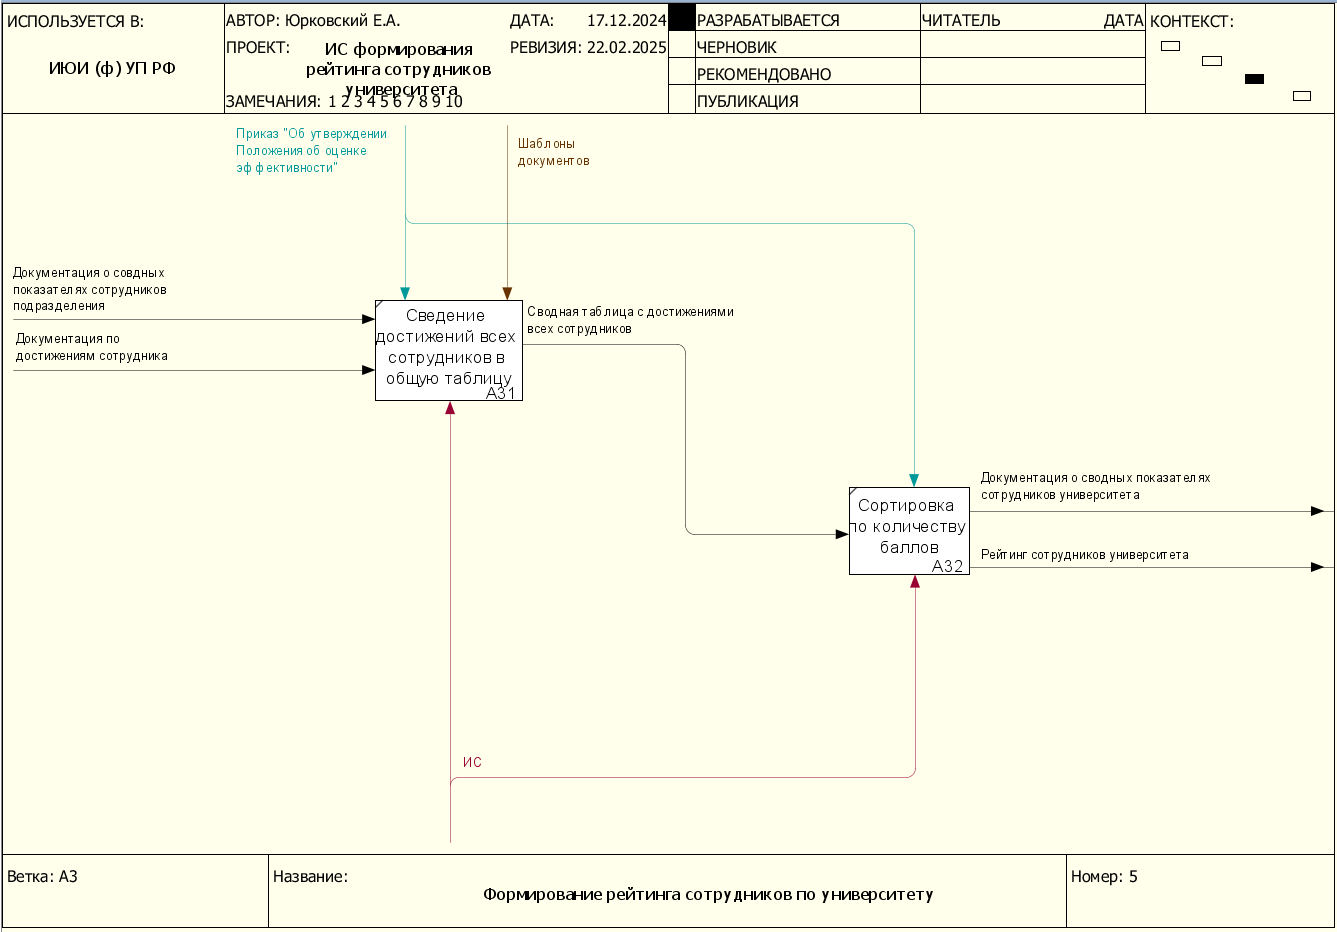 ИСПОЛЬЗУЕТСЯ В:
ИЮИ (ф) УП РФ
АВТОР: Юрковский Е.А.
ДАТА: 17.12.2024
ПРОЕКТ: ИС формирования
рейтинга сотрудников
университета
РЕВИЗИЯ: 22.02.2025
ЗАМЕЧАНИЯ: 1 2 3 4 5 6 7 8 9 10
РАЗРАБАТЫВАЕТСЯ
ЧЕРНОВИК
РЕКОМЕНДОВАНО
ПУБЛИКАЦИЯ
ЧИТАТЕЛЬ ДАТА
КОНТЕКСТ:
Приказ "Об утверждении
Положения об оценке
эффективности"
Шаблоны
документов
Документация о совдных
показателях сотрудников
подразделения
Документация по
достижениям сотрудника
Сведение
достижений всех
сотрудников в
общую таблицу
А31
Сводная таблица с достижениями
всех сотрудников
Сортировка
по количеству
баллов
А32
Документация о сводных показателях
сотрудников университета
Рейтинг сотрудников университета
ИС
Ветка: А3
Название:
Формирование рейтинга сотрудников по университету
Номер: 5